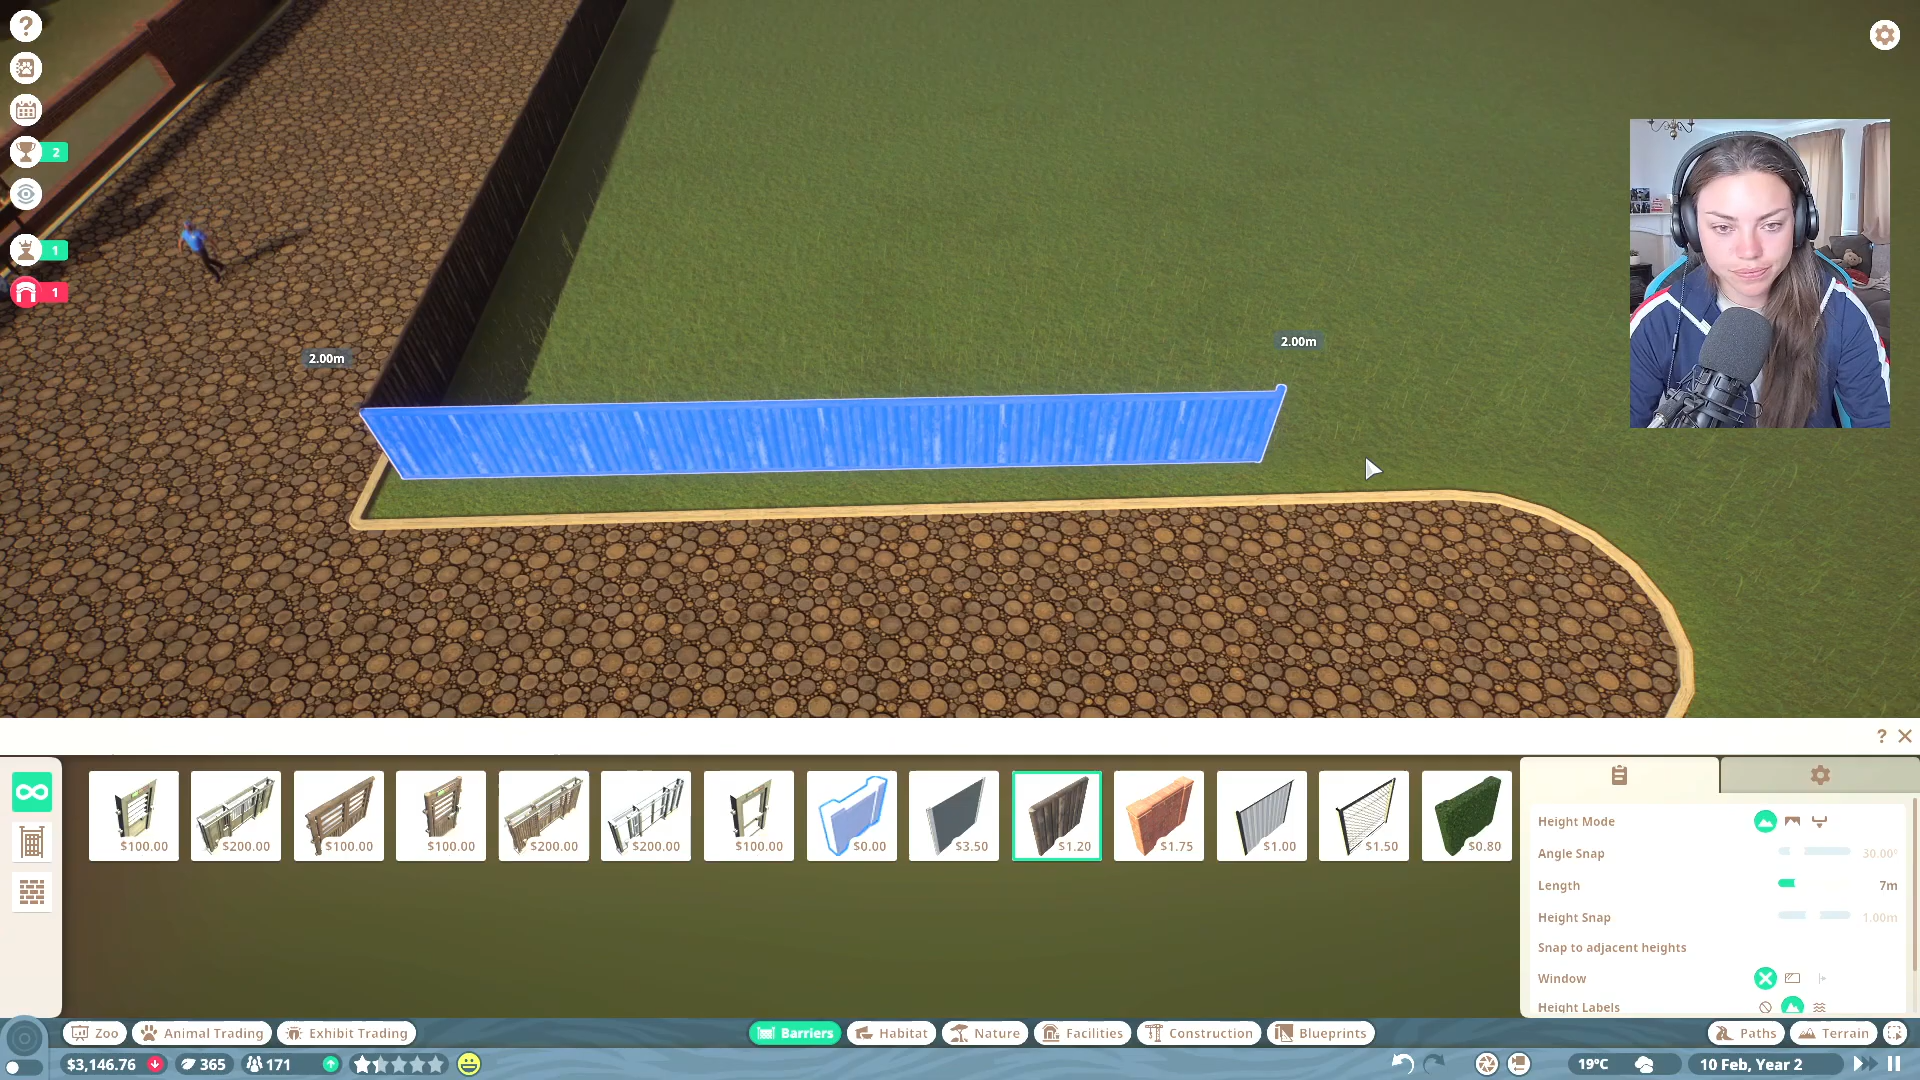 ?
2
1
1
2.00m
2.00m
?
$100.00
$200.00
$100.00
$100.00
$200.00
$200.00
$100.00
$0.00
$3.50
$1.20
$1.75
$1.00
$1.50
$0.80
Height Mode
Angle Snap
30.00°
Length
7m
Height Snap
1.00m
Snap to adjacent heights
Window
Height Labels
Zoo
Animal Trading
Exhibit Trading
Barriers
Habitat
Nature
Facilities
Construction
Blueprints
Paths
Terrain
$3,146.76
365
171
19°C
10 Feb, Year 2